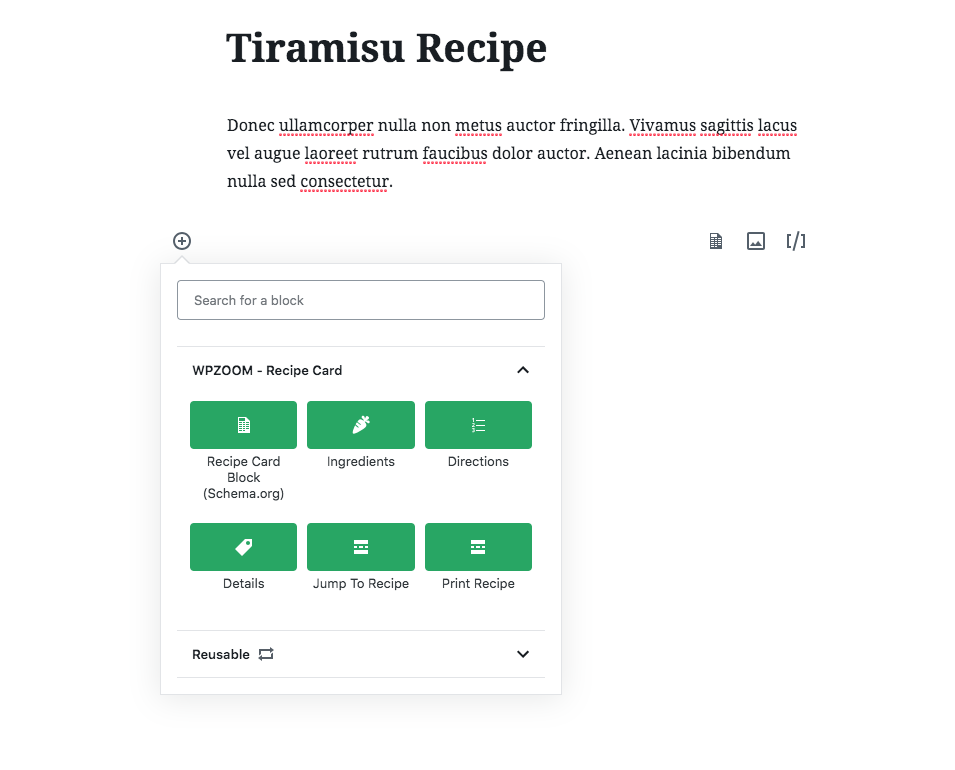 Tiramisu Recipe
Donec ullamcorper nulla non metus auctor fringilla. Vivamus sagittis lacus
vel augue laoreet rutrum faucibus dolor auctor. Aenean lacinia bibendum
nulla sed consectetur.
[/]
Search for a block
WPZOOM - Recipe Card
Recipe Card
Block
(Schema.org)
Ingredients
Directions
Details
Jump To Recipe
Print Recipe
Reusable